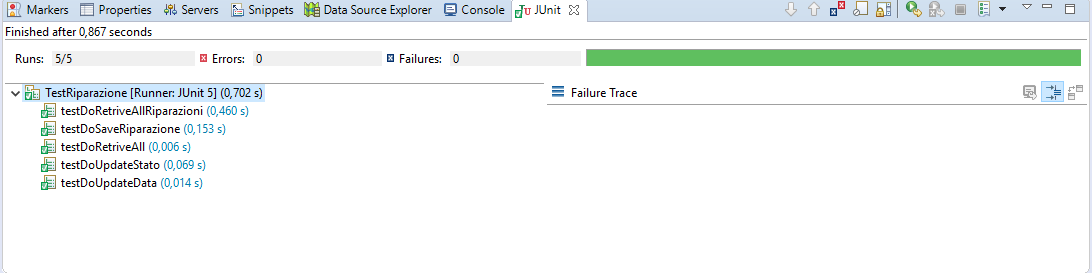 Markers Properties Servers Snippets Data Source Explorer Console JUnit
Finished after 0,867 seconds
Runs: 5/5 Errors: 0 Failures: 0
TestRiparazione [Runner: JUnit 5] (0,702 s) Failure Trace
testDoRetriveAllRiparazioni (0,460 s)
testDoSaveRiparazione (0,153 s)
testDoRetriveAll (0,006 s)
testDoUpdateStato (0,069 s)
testDoUpdateData (0,014 s)